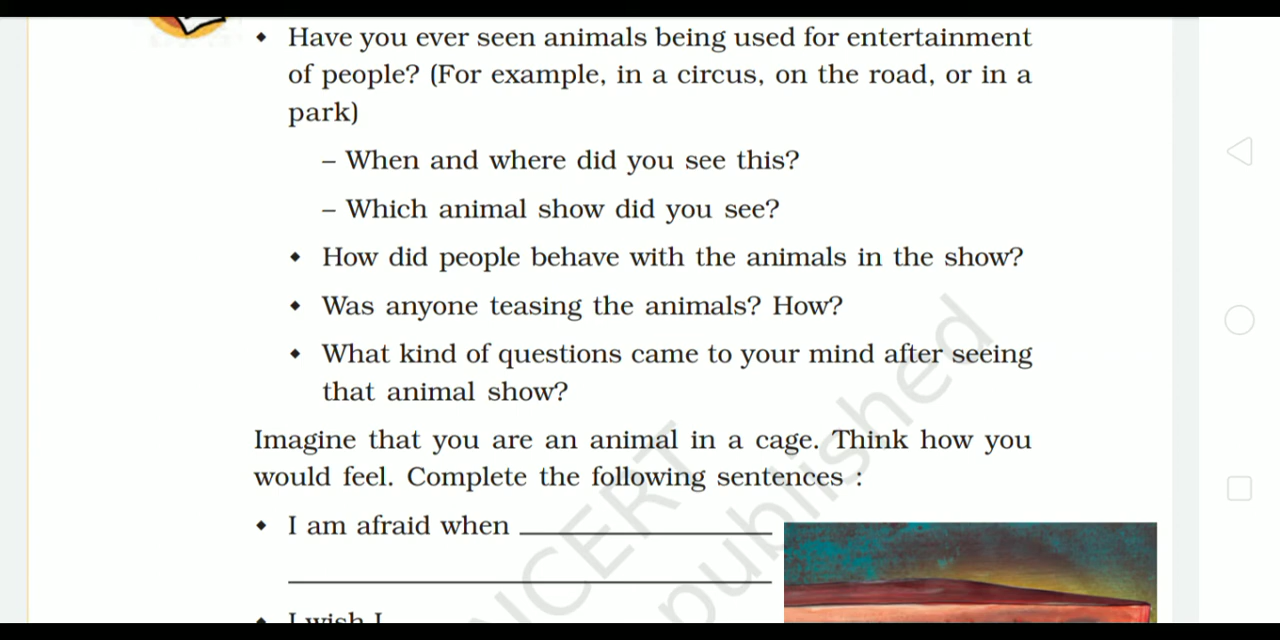 • Have you ever seen animals being used for entertainment
of people? (For example, in a circus, on the road, or in a
park)
– When and where did you see this?
– Which animal show did you see?
• How did people behave with the animals in the show?
• Was anyone teasing the animals? How?
• What kind of questions came to your mind after seeing
that animal show?
Imagine that you are an animal in a cage. Think how you
would feel. Complete the following sentences :
• I am afraid when
• I wish I
NCERT
published